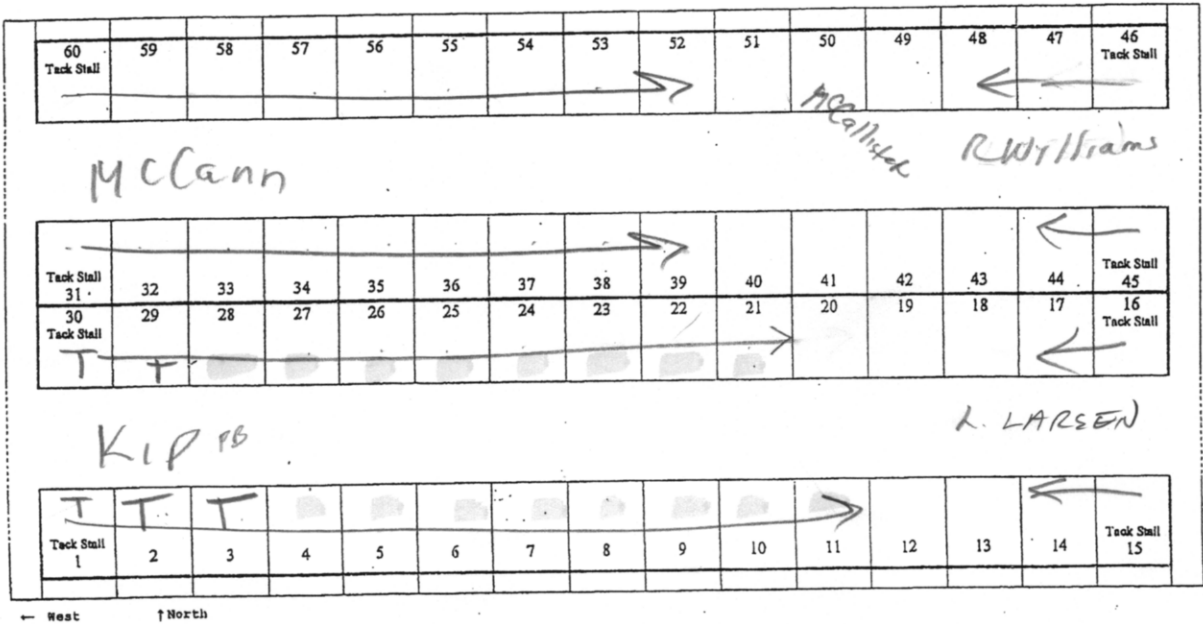 60 59 58 57 56 55 54 53 52 51 50 49 48 47 46
Tack Stall Tack Stall
McCallister
R Williams
McCann
Tack Stall Tack Stall
31 32 33 34 35 36 37 38 39 40 41 42 43 44 45
30 29 28 27 26 25 24 23 22 21 20 19 18 17 16
Tack Stall Tack Stall
T T
Kip PB
L. LARSEN
T T T
Tack Stall Tack Stall
1 2 3 4 5 6 7 8 9 10 11 12 13 14 15
← West ↑North